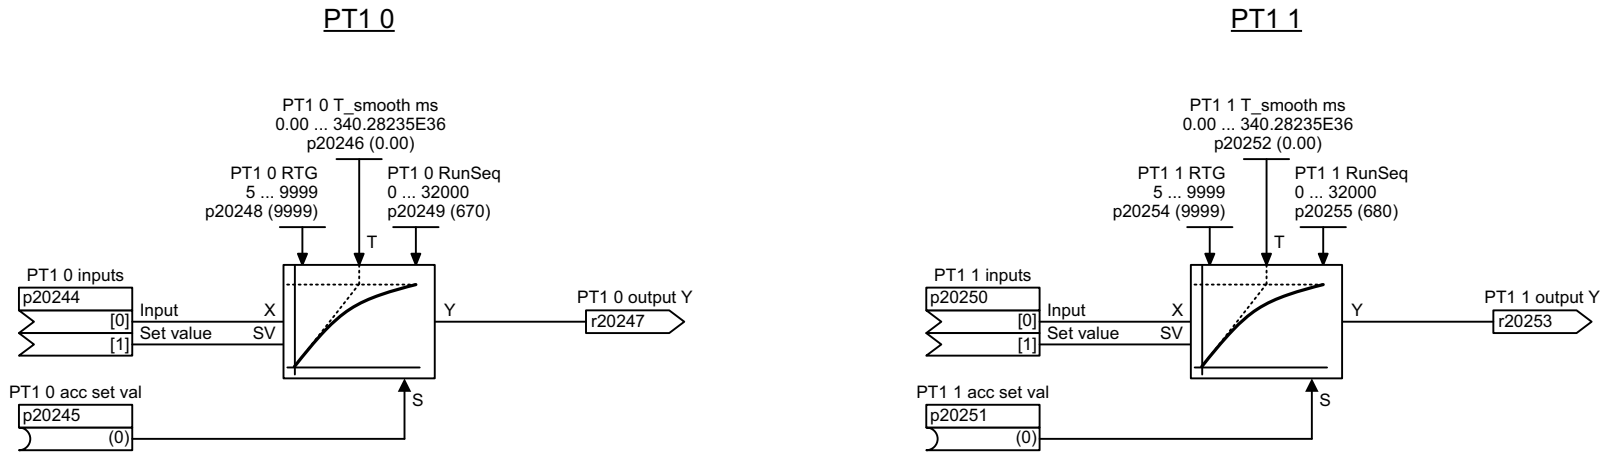 PT1 0
PT1 0 T_smooth ms
0.00 ... 340.28235E36
p20246 (0.00)
PT1 0 RTG
5 ... 9999
p20248 (9999)
PT1 0 RunSeq
0 ... 32000
p20249 (670)
T
PT1 0 inputs
p20244
[0]
Input
X
[1]
Set value
SV
Y
PT1 0 output Y
r20247
PT1 0 acc set val
p20245
(0)
S
PT1 1
PT1 1 T_smooth ms
0.00 ... 340.28235E36
p20252 (0.00)
PT1 1 RTG
5 ... 9999
p20254 (9999)
PT1 1 RunSeq
0 ... 32000
p20255 (680)
T
PT1 1 inputs
p20250
[0]
Input
X
[1]
Set value
SV
Y
PT1 1 output Y
r20253
PT1 1 acc set val
p20251
(0)
S